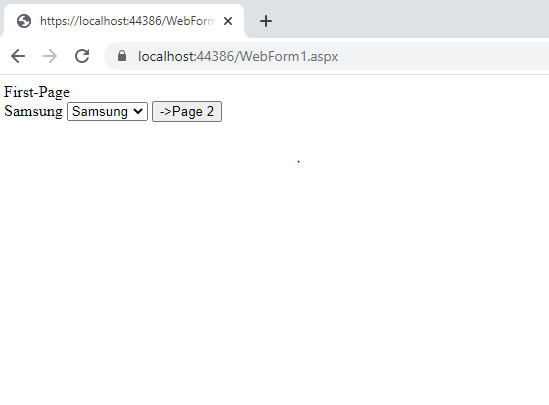 https://localhost:44386/WebForm
localhost:44386/WebForm1.aspx
First-Page
Samsung Samsung ->Page 2